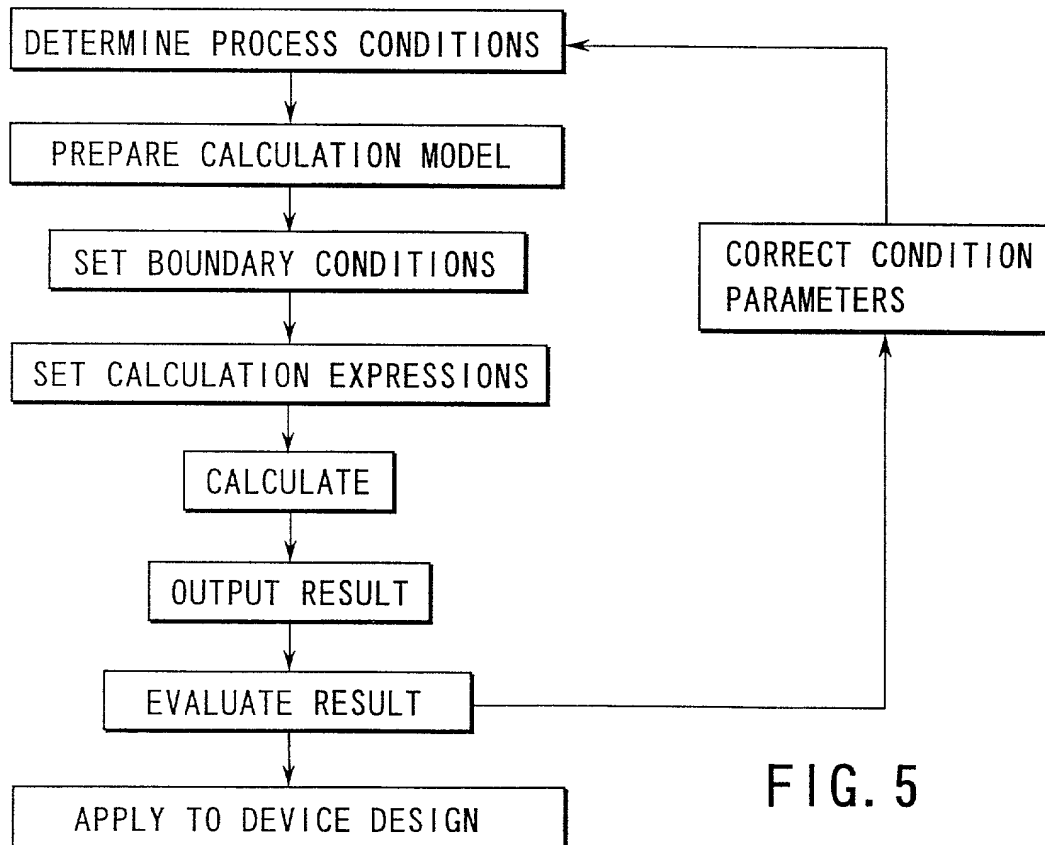 DETERMINE PROCESS CONDITIONS
PREPARE CALCULATION MODEL
SET BOUNDARY CONDITIONS
CORRECT CONDITION
PARAMETERS
SET CALCULATION EXPRESSIONS
CALCULATE
OUTPUT RESULT
EVALUATE RESULT
APPLY TO DEVICE DESIGN
FIG. 5